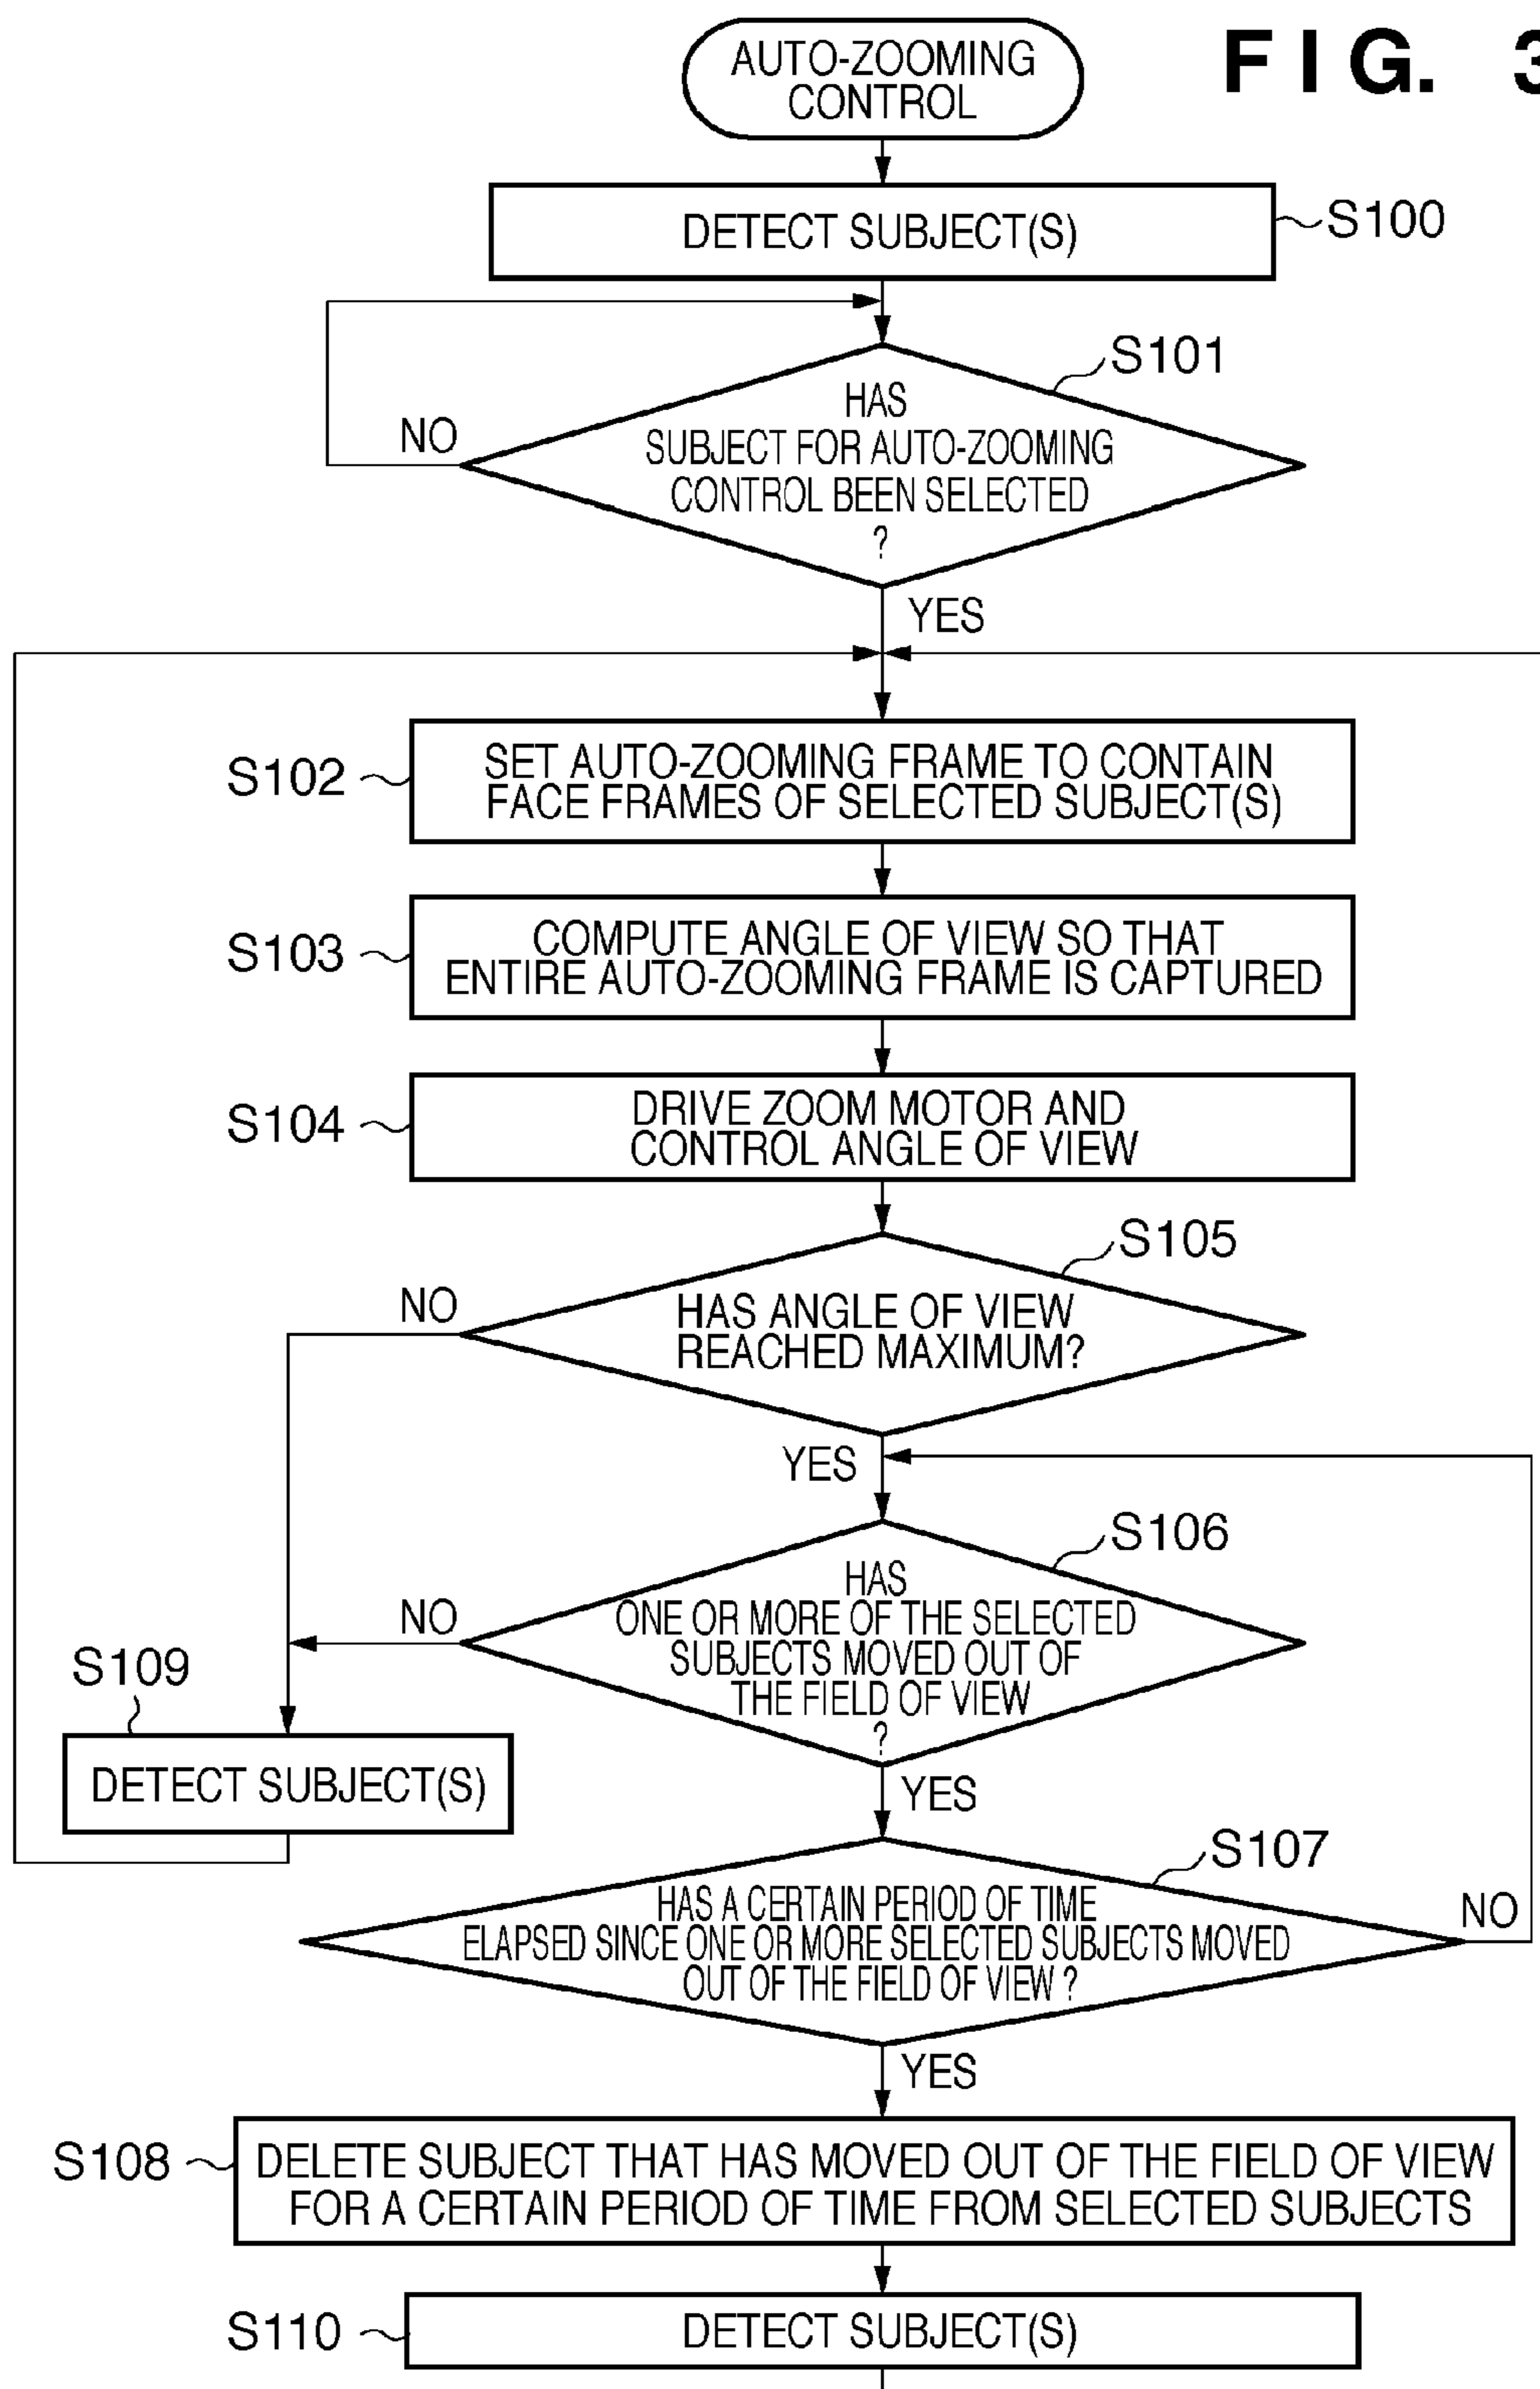 AUTO-ZOOMING
CONTROL
FIG. 3
DETECT SUBJECT(S)
S100
S101
HAS
SUBJECT FOR AUTO-ZOOMING
CONTROL BEEN SELECTED
?
NO
YES
S102
SET AUTO-ZOOMING FRAME TO CONTAIN
FACE FRAMES OF SELECTED SUBJECT(S)
S103
COMPUTE ANGLE OF VIEW SO THAT
ENTIRE AUTO-ZOOMING FRAME IS CAPTURED
S104
DRIVE ZOOM MOTOR AND
CONTROL ANGLE OF VIEW
S105
NO
HAS ANGLE OF VIEW
REACHED MAXIMUM?
YES
S106
NO
HAS
ONE OR MORE OF THE SELECTED
SUBJECTS MOVED OUT OF
THE FIELD OF VIEW
?
S109
DETECT SUBJECT(S)
YES
S107
HAS A CERTAIN PERIOD OF TIME
ELAPSED SINCE ONE OR MORE SELECTED SUBJECTS MOVED
OUT OF THE FIELD OF VIEW ?
NO
YES
S108
DELETE SUBJECT THAT HAS MOVED OUT OF THE FIELD OF VIEW
FOR A CERTAIN PERIOD OF TIME FROM SELECTED SUBJECTS
S110
DETECT SUBJECT(S)